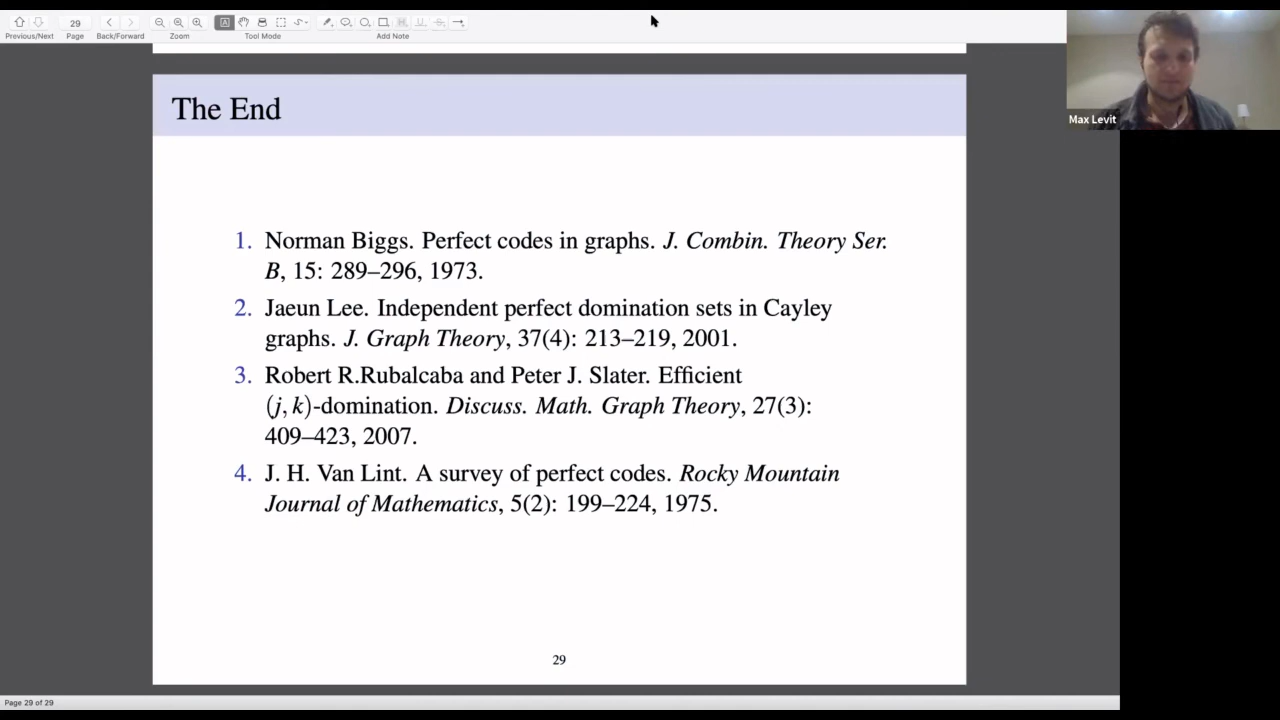 29
Previous/Next
Page
Back/Forward
Zoom
Tool Mode
Add Note
Max Levit
The End
1. Norman Biggs. Perfect codes in graphs. J. Combin. Theory Ser.
B, 15: 289–296, 1973.
2. Jaeun Lee. Independent perfect domination sets in Cayley
graphs. J. Graph Theory, 37(4): 213–219, 2001.
3. Robert R.Rubalcaba and Peter J. Slater. Efficient
(j, k)-domination. Discuss. Math. Graph Theory, 27(3):
409–423, 2007.
4. J. H. Van Lint. A survey of perfect codes. Rocky Mountain
Journal of Mathematics, 5(2): 199–224, 1975.
29
Page 29 of 29